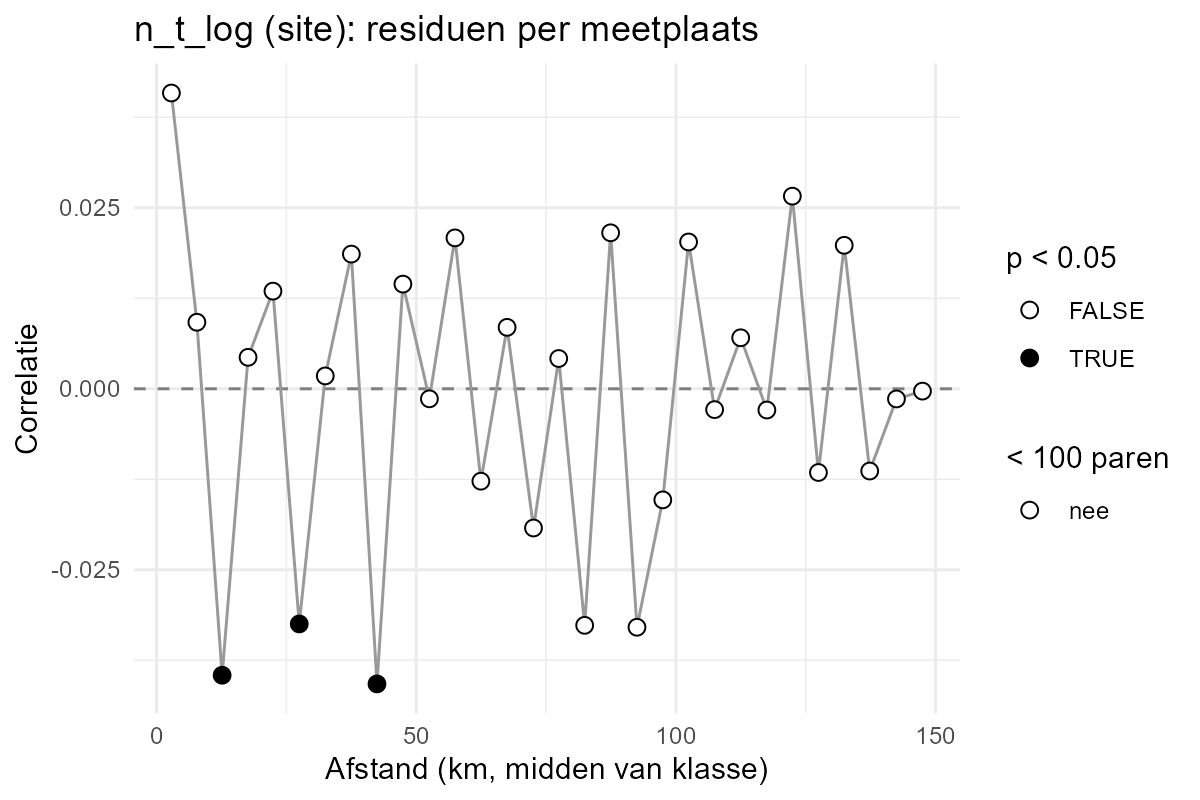 n_t_log (site): residuen per meetplaats
Correlatie
0.025
0.000
-0.025
0
50
100
150
Afstand (km, midden van klasse)
p < 0.05
FALSE
TRUE
< 100 paren
nee